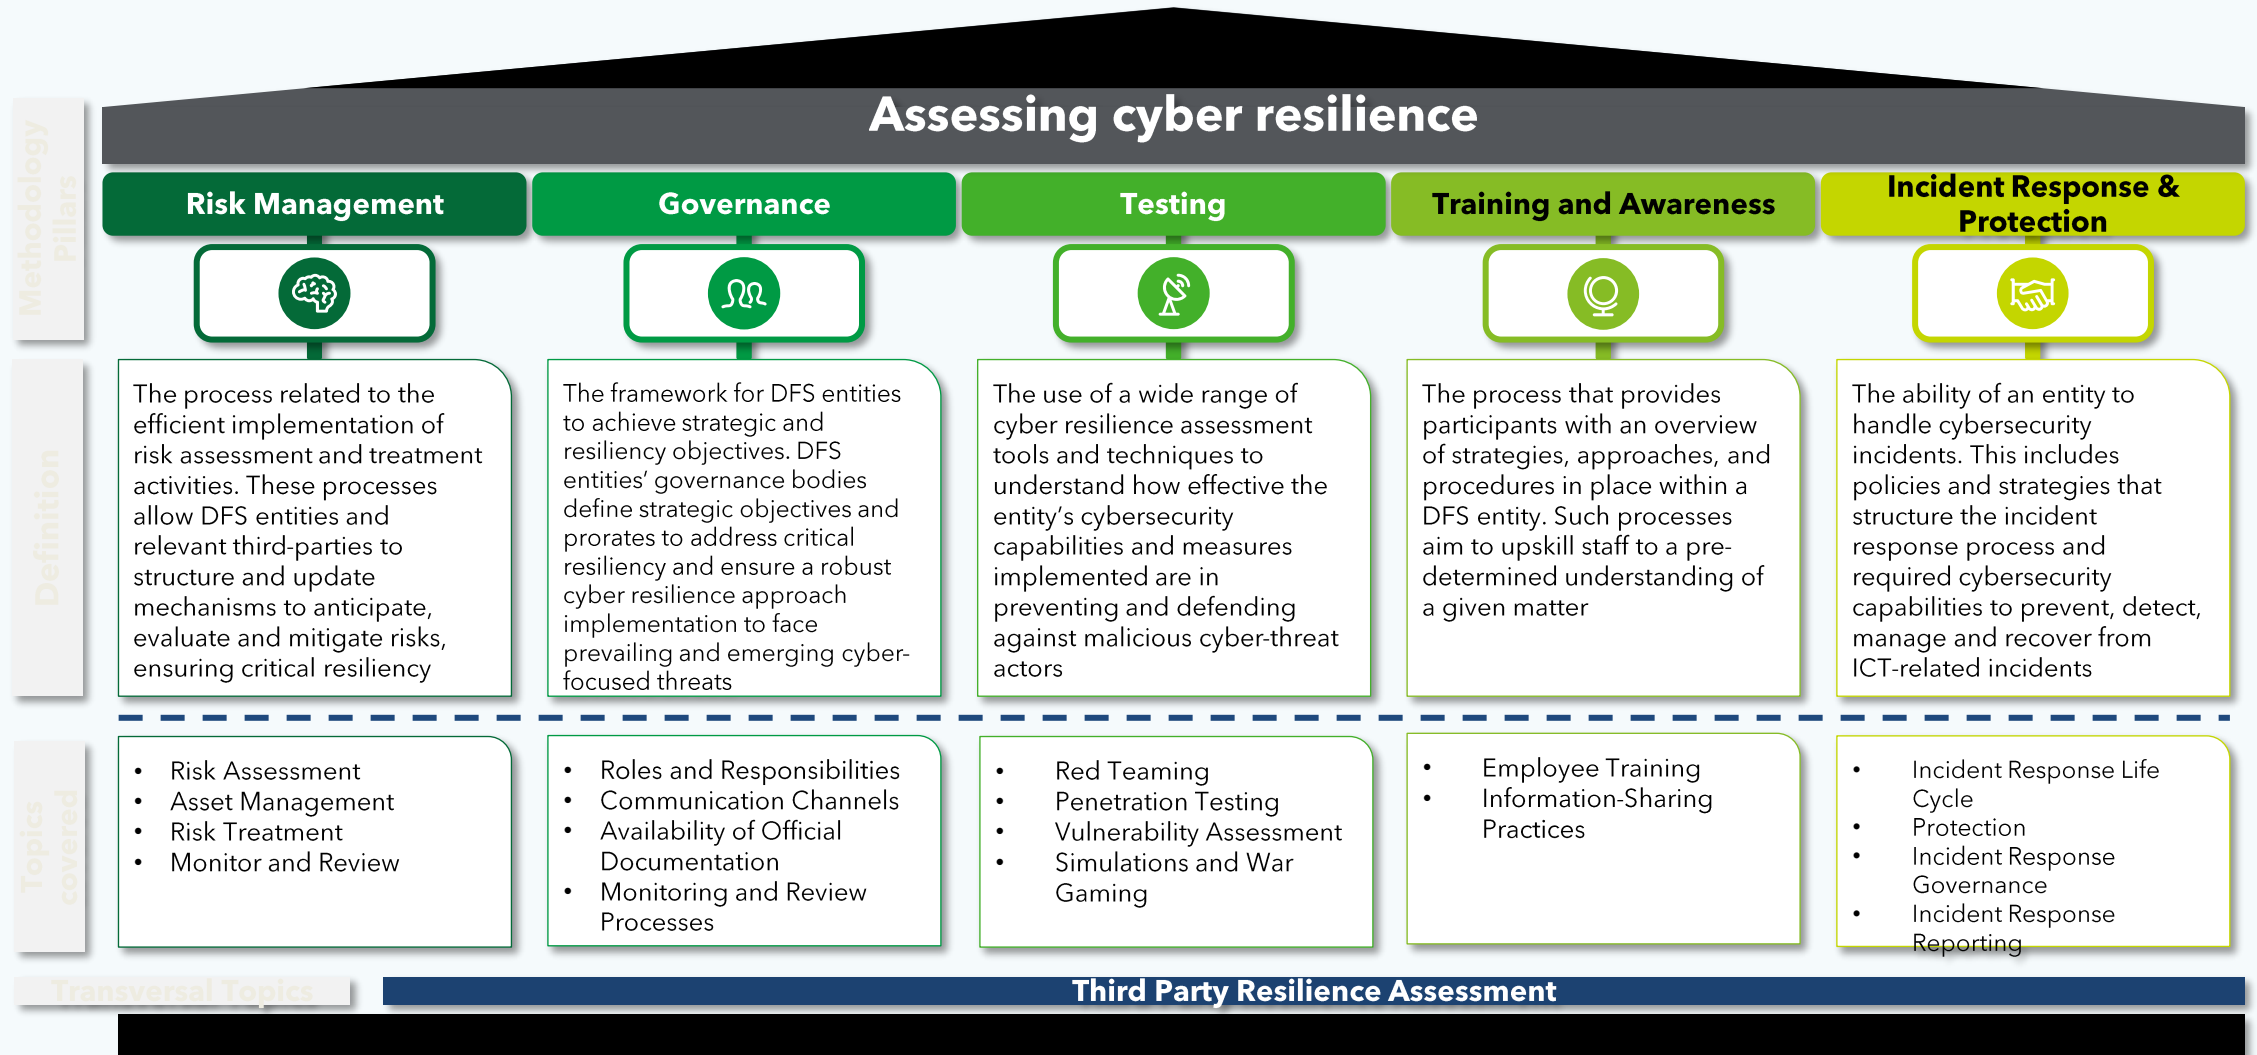 Assessing cyber resilience
Methodology
Pillars
Risk Management
Governance
Testing
Training and Awareness
Incident Response &
Protection
Definition
The process related to the
efficient implementation of
risk assessment and treatment
activities. These processes
allow DFS entities and
relevant third-parties to
structure and update
mechanisms to anticipate,
evaluate and mitigate risks,
ensuring critical resiliency
The framework for DFS entities
to achieve strategic and
resiliency objectives. DFS
entities’ governance bodies
define strategic objectives and
prorates to address critical
resiliency and ensure a robust
cyber resilience approach
implementation to face
prevailing and emerging cyber-
focused threats
The use of a wide range of
cyber resilience assessment
tools and techniques to
understand how effective the
entity’s cybersecurity
capabilities and measures
implemented are in
preventing and defending
against malicious cyber-threat
actors
The process that provides
participants with an overview
of strategies, approaches, and
procedures in place within a
DFS entity. Such processes
aim to upskill staff to a pre-
determined understanding of
a given matter
The ability of an entity to
handle cybersecurity
incidents. This includes
policies and strategies that
structure the incident
response process and
required cybersecurity
capabilities to prevent, detect,
manage and recover from
ICT-related incidents
Topics
covered
• Risk Assessment
• Asset Management
• Risk Treatment
• Monitor and Review
• Roles and Responsibilities
• Communication Channels
• Availability of Official
Documentation
• Monitoring and Review
Processes
• Red Teaming
• Penetration Testing
• Vulnerability Assessment
• Simulations and War
Gaming
• Employee Training
• Information-Sharing
Practices
• Incident Response Life
Cycle
• Protection
• Incident Response
Governance
• Incident Response
Reporting
Transversal Topics
Third Party Resilience Assessment